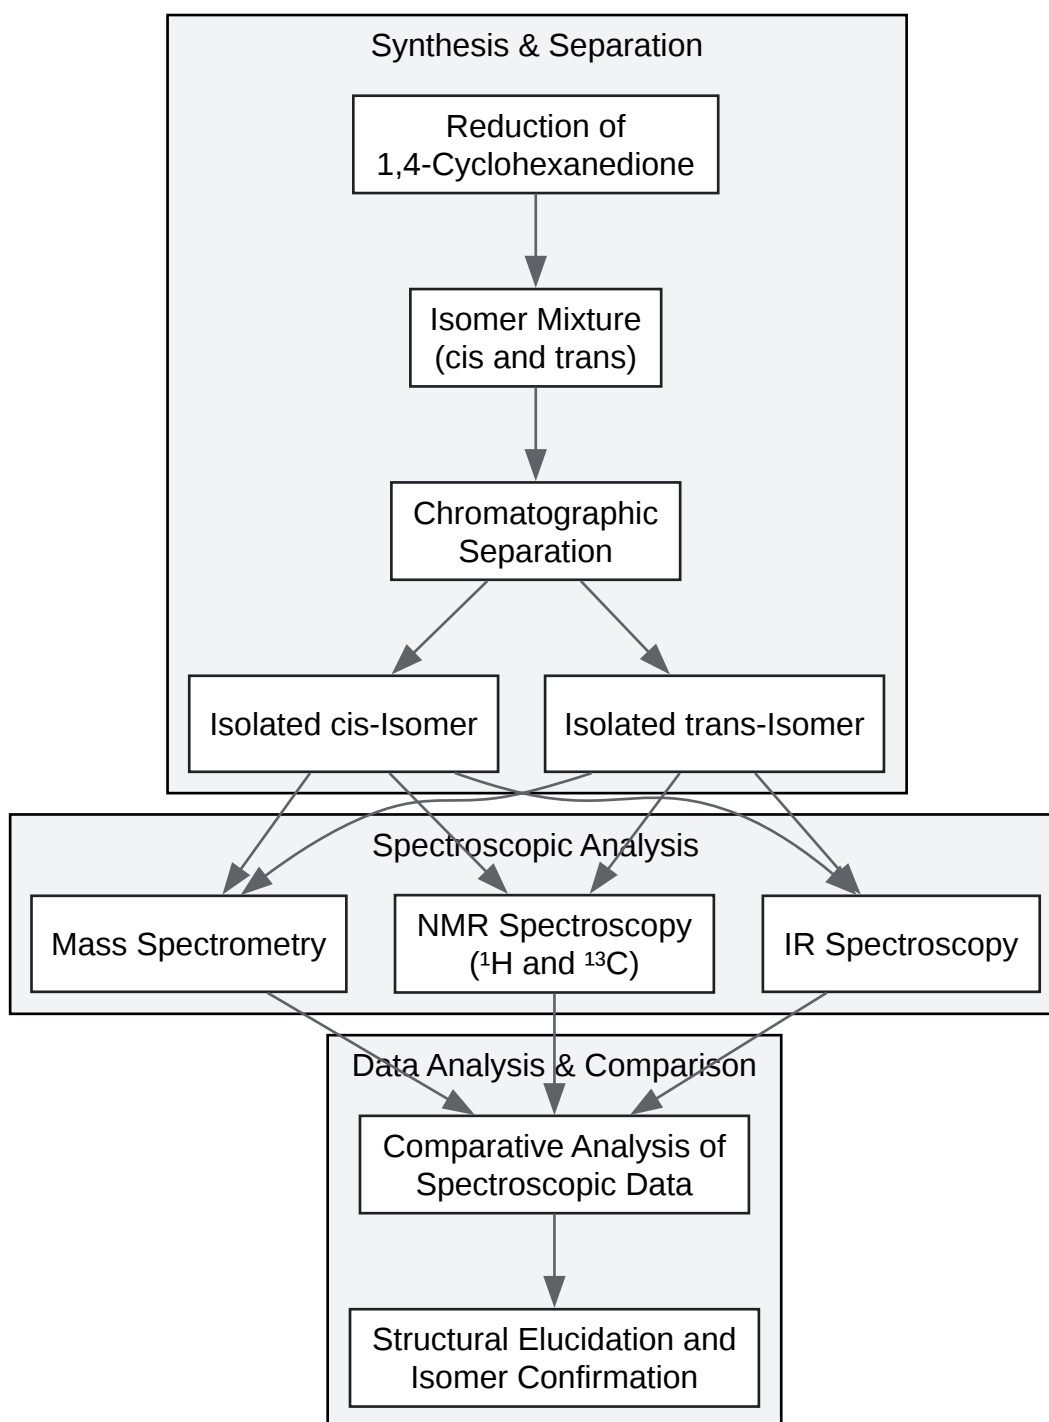 Synthesis & Separation
Reduction of
1,4-Cyclohexanedione
Isomer Mixture
(cis and trans)
Chromatographic
Separation
Isolated cis-Isomer
Isolated trans-Isomer
Spectroscopic Analysis
Mass Spectrometry
NMR Spectroscopy
(¹H and ¹³C)
IR Spectroscopy
Data Analysis & Comparison
Comparative Analysis of
Spectroscopic Data
Structural Elucidation and
Isomer Confirmation